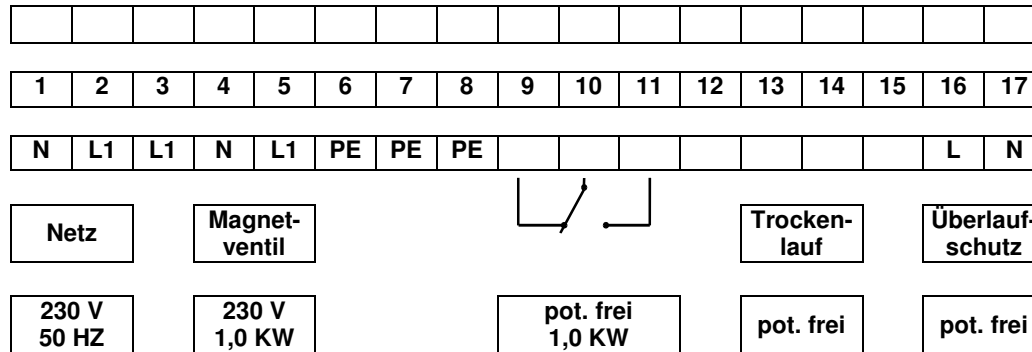 1 2 3 4 5 6 7 8 9 10 11 12 13 14 15 16 17
N L1 L1 N L1 PE PE PE L N
Netz Magnet- Trocken- Überlauf-
ventil lauf schutz
230 V 230 V pot. frei pot. frei pot. frei
50 HZ 1,0 KW 1,0 KW